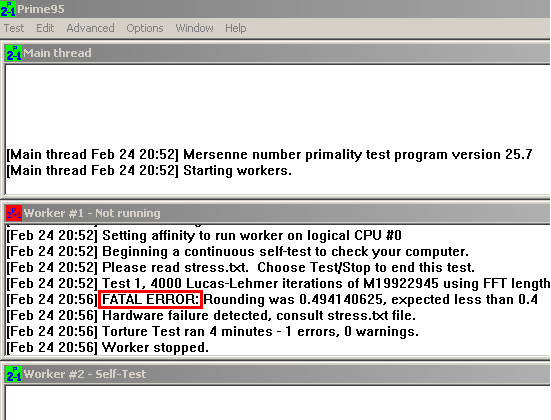 Prime95
Test Edit Advanced Options Window Help
Main thread
[Main thread Feb 24 20:52] Mersenne number primality test program version 25.7
[Main thread Feb 24 20:52] Starting workers.
Worker #1 - Not running
[Feb 24 20:52] Setting affinity to run worker on logical CPU #0
[Feb 24 20:52] Beginning a continuous self-test to check your computer.
[Feb 24 20:52] Please read stress.txt. Choose Test/Stop to end this test.
[Feb 24 20:52] Test 1, 4000 Lucas-Lehmer iterations of M19922945 using FFT length
[Feb 24 20:56] FATAL ERROR: Rounding was 0.494140625, expected less than 0.4
[Feb 24 20:56] Hardware failure detected, consult stress.txt file.
[Feb 24 20:56] Torture Test ran 4 minutes - 1 errors, 0 warnings.
[Feb 24 20:56] Worker stopped.
Worker #2 - Self-Test